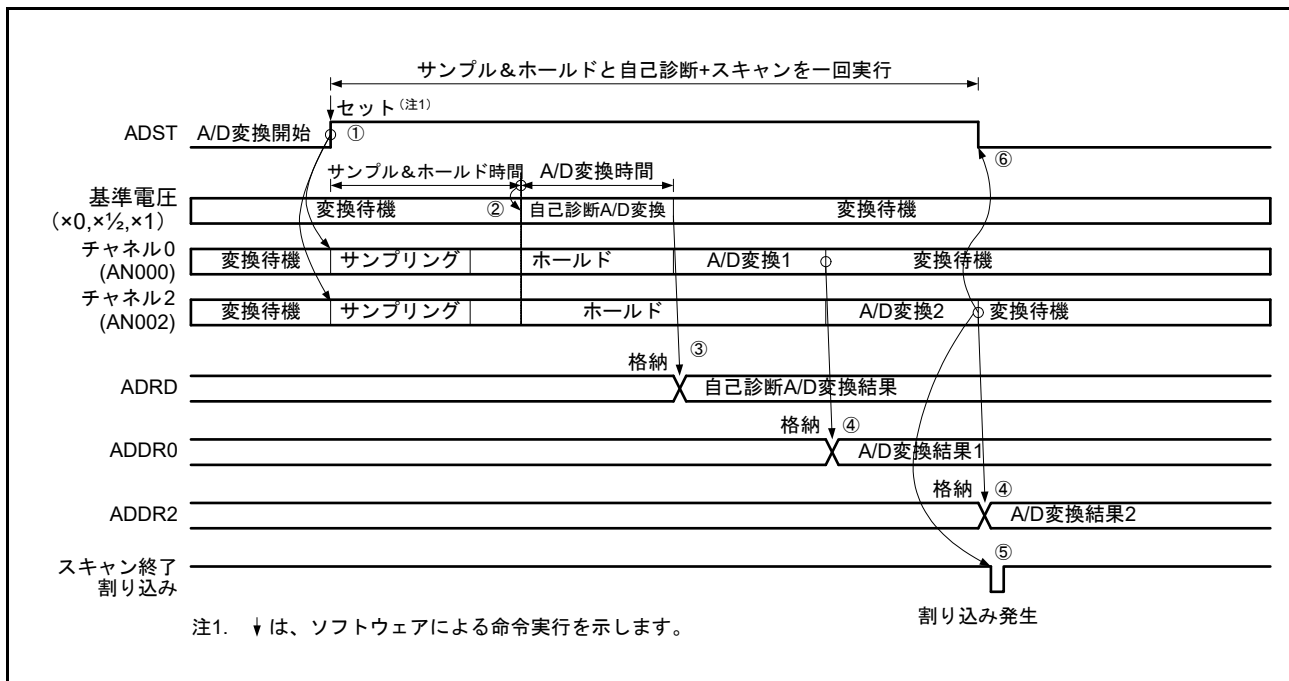 サンプル＆ホールドと自己診断+スキャンを一回実行
セット(注1)
ADST A/D変換開始 ① ⑥
サンプル＆ホールド時間 A/D変換時間
基準電圧
(×0,×½,×1)
変換待機 ② 自己診断A/D変換 変換待機
チャネル0
(AN000)
変換待機 サンプリング ホールド A/D変換1 変換待機
チャネル2
(AN002)
変換待機 サンプリング ホールド A/D変換2 変換待機
格納 ③
ADRD 自己診断A/D変換結果
格納 ④
ADDR0 A/D変換結果1
格納 ④
ADDR2 A/D変換結果2
スキャン終了
割り込み
⑤
割り込み発生
注1. ↓は、ソフトウェアによる命令実行を示します。